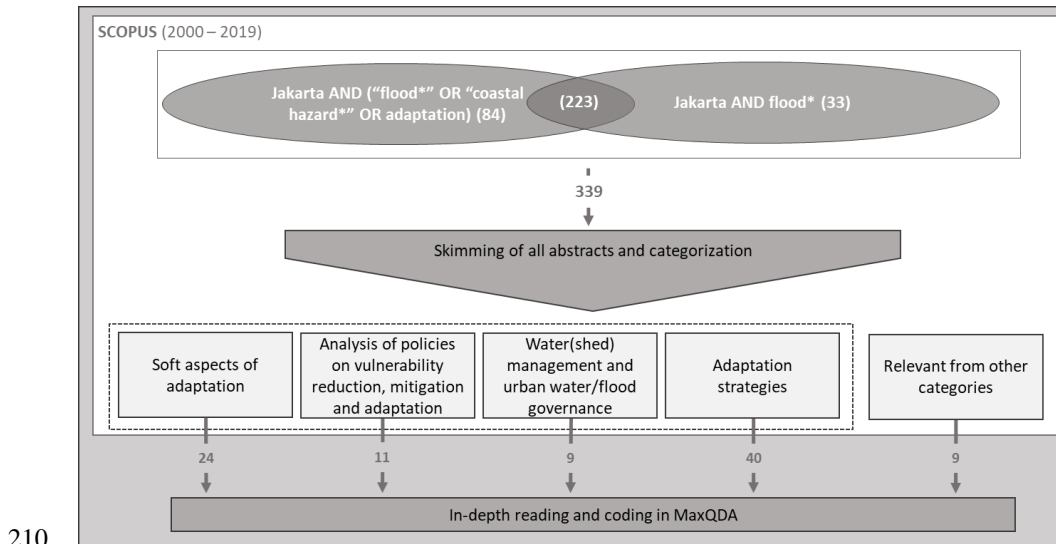 SCOPUS (2000 – 2019)
Jakarta AND ("flood*" OR "coastal
hazard*" OR adaptation) (84)
(223)
Jakarta AND flood* (33)
339
Skimming of all abstracts and categorization
Soft aspects of
adaptation
Analysis of policies
on vulnerability
reduction, mitigation
and adaptation
Water(shed)
management and
urban water/flood
governance
Adaptation
strategies
Relevant from other
categories
24
11
9
40
9
In-depth reading and coding in MaxQDA
210